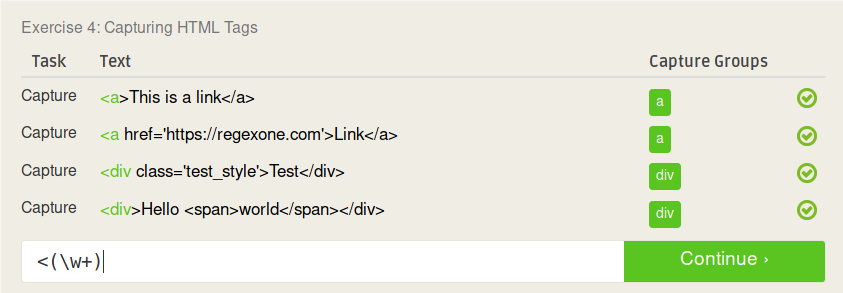 Exercise 4: Capturing HTML Tags
Task Text Capture Groups
Capture <a>This is a link</a> a
Capture <a href='https://regexone.com'>Link</a> a
Capture <div class='test_style'>Test</div> div
Capture <div>Hello <span>world</span></div> div
<(\w+) Continue ›